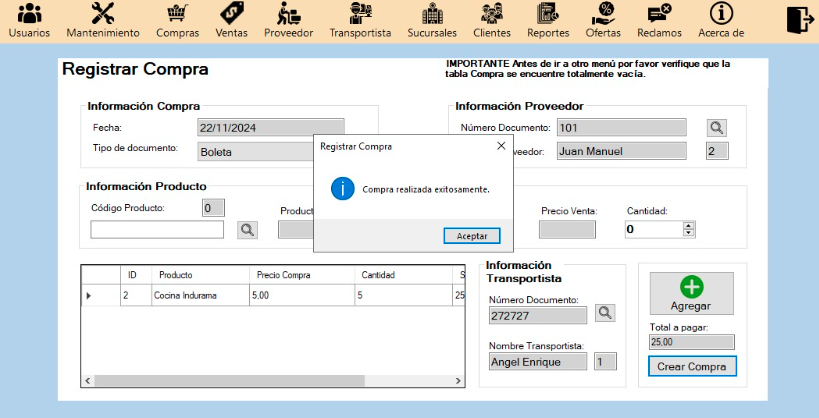 Usuarios Mantenimiento Compras Ventas Proveedor Transportista Sucursales Clientes Reportes Ofertas Reclamos Acerca de
Registrar Compra
IMPORTANTE Antes de ir a otro menú por favor verifique que la
tabla Compra se encuentre totalmente vacía.
Información Compra
Fecha: 22/11/2024
Tipo de documento: Boleta
Información Proveedor
Número Documento: 101
veedor: Juan Manuel 2
Registrar Compra
Compra realizada exitosamente.
Aceptar
Información Producto
Código Producto: 0
Product
Precio Venta:
Cantidad:
0
ID Producto Precio Compra Cantidad S
2 Cocina Indurama 5.00 5 25
Información
Transportista
Número Documento:
272727
Nombre Transportista:
Angel Enrique 1
Agregar
Total a pagar:
25,00
Crear Compra